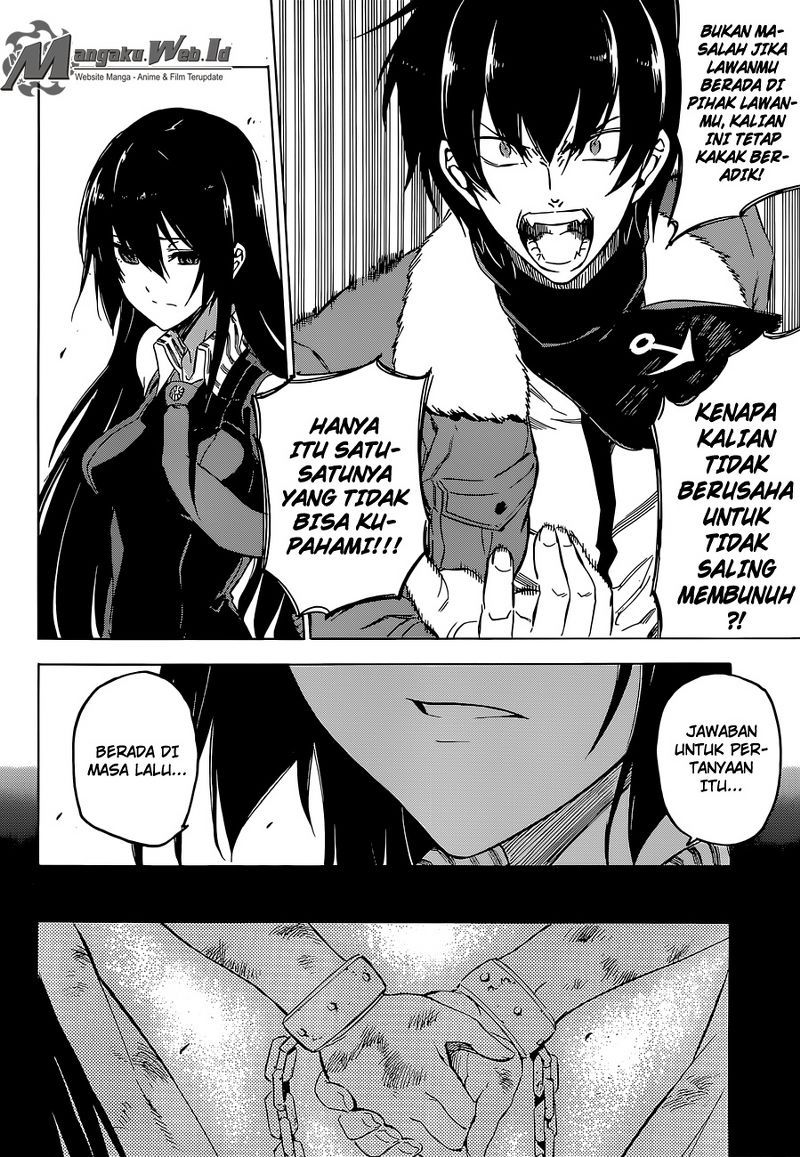 Mangaku.Web.Id
Website Manga - Anime & Film Terupdate
BUKAN MA-
SALAH JIKA
LAWANMU
BERADA DI
PIHAK LAWAN-
MU, KALIAN
INI TETAP
KAKAK BER-
ADIK!
KENAPA
KALIAN
TIDAK
BERUSAHA
UNTUK
TIDAK
SALING
MEMBUNUH
?!
HANYA
ITU SATU-
SATUNYA
YANG TIDAK
BISA KU-
PAHAMI!!!
JAWABAN
UNTUK PER-
TANYAAN
ITU...
BERADA DI
MASA LALU...